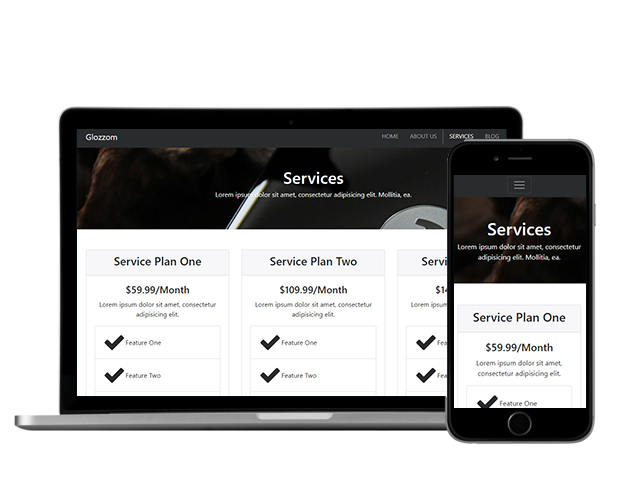 Glozzom
HOME ABOUT US SERVICES BLOG
Services
Lorem ipsum dolor sit amet, consectetur adipisicing elit. Mollitia, ea.
Service Plan One
$59.99/Month
Lorem ipsum dolor sit amet, consectetur
adipisicing elit.
Feature One
Feature Two
Service Plan Two
$109.99/Month
Lorem ipsum dolor sit amet, consectetur
adipisicing elit.
Feature One
Feature Two
Servi
$14
Lorem ipsum
Fe
Fe
Services
Lorem ipsum dolor sit amet, consectetur
adipisicing elit. Mollitia, ea.
Service Plan One
$59.99/Month
Lorem ipsum dolor sit amet,
consectetur adipisicing elit.
Feature One